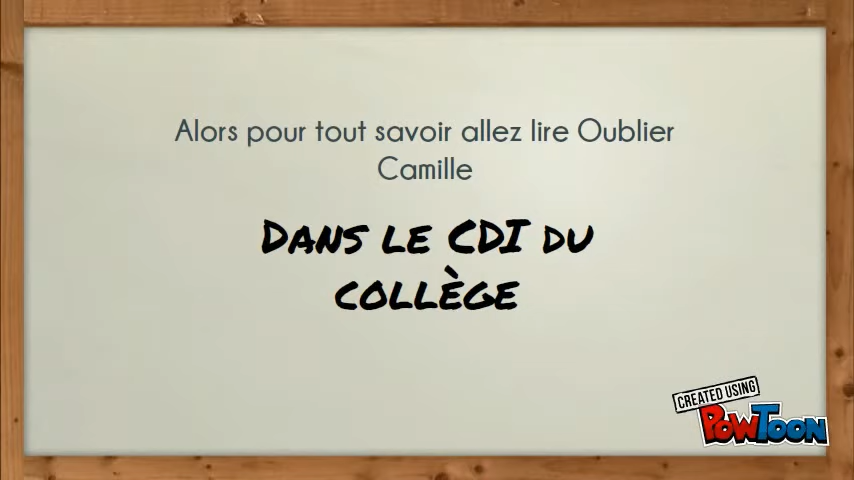 Alors pour tout savoir allez lire Oublier
Camille
DANS LE CDI DU
COLLÈGE
CREATED USING
POWTOON